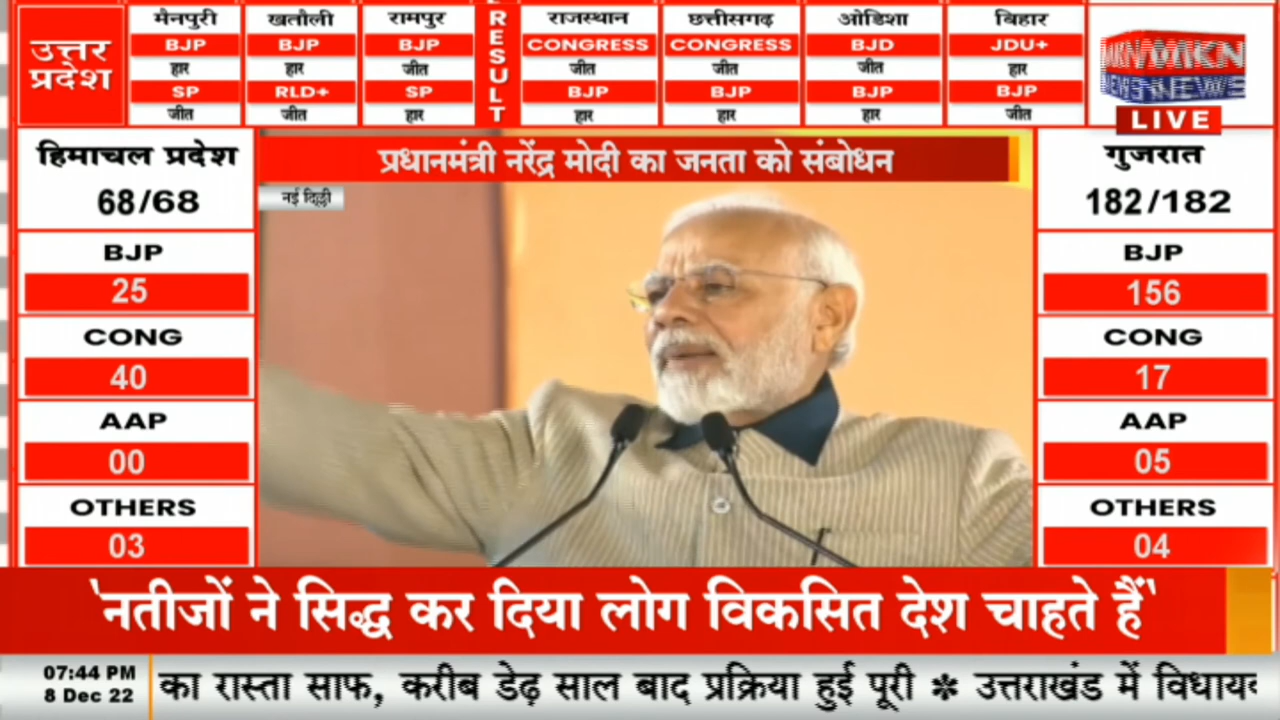 उत्तर
प्रदेश
मैनपुरी
BJP
हार
SP
जीत
खतौली
BJP
हार
RLD+
जीत
रामपुर
BJP
जीत
SP
हार
RESULT
राजस्थान
CONGRESS
जीत
BJP
हार
छत्तीसगढ़
CONGRESS
जीत
BJP
हार
ओडिशा
BJD
जीत
BJP
हार
बिहार
JDU+
हार
BJP
जीत
LIVE
हिमाचल प्रदेश
68/68
BJP
25
CONG
40
AAP
00
OTHERS
03
प्रधानमंत्री नरेंद्र मोदी का जनता को संबोधन
नई दिल्ली
गुजरात
182/182
BJP
156
CONG
17
AAP
05
OTHERS
04
'नतीजों ने सिद्ध कर दिया लोग विकसित देश चाहते हैं'
07:44 PM
8 Dec 22
का रास्ता साफ, करीब डेढ़ साल बाद प्रक्रिया हुई पूरी * उत्तराखंड में